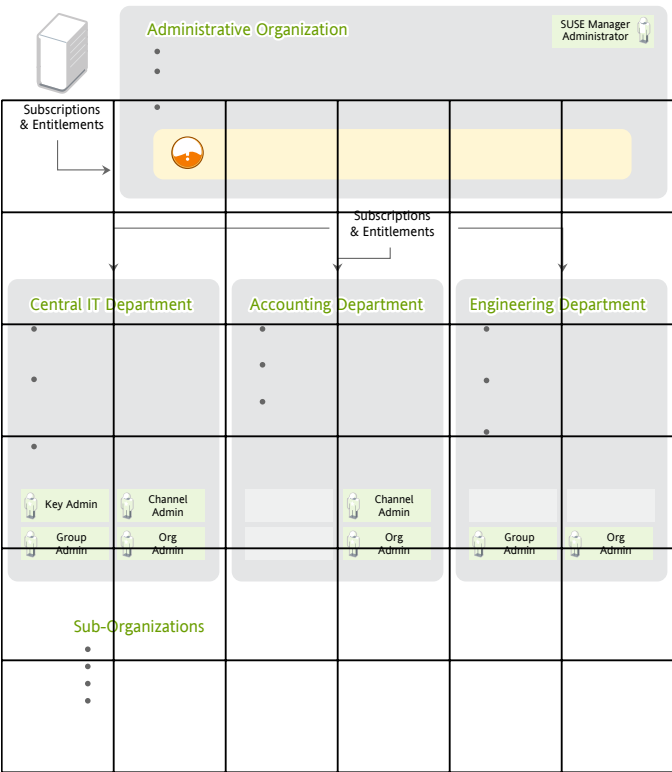 Administrative Organization
SUSE Manager
Administrator
Subscriptions
& Entitlements
Subscriptions
& Entitlements
Central IT Department
Accounting Department
Engineering Department
Key Admin
Channel
Admin
Channel
Admin
Group
Admin
Org
Admin
Org
Admin
Group
Admin
Org
Admin
Sub-Organizations